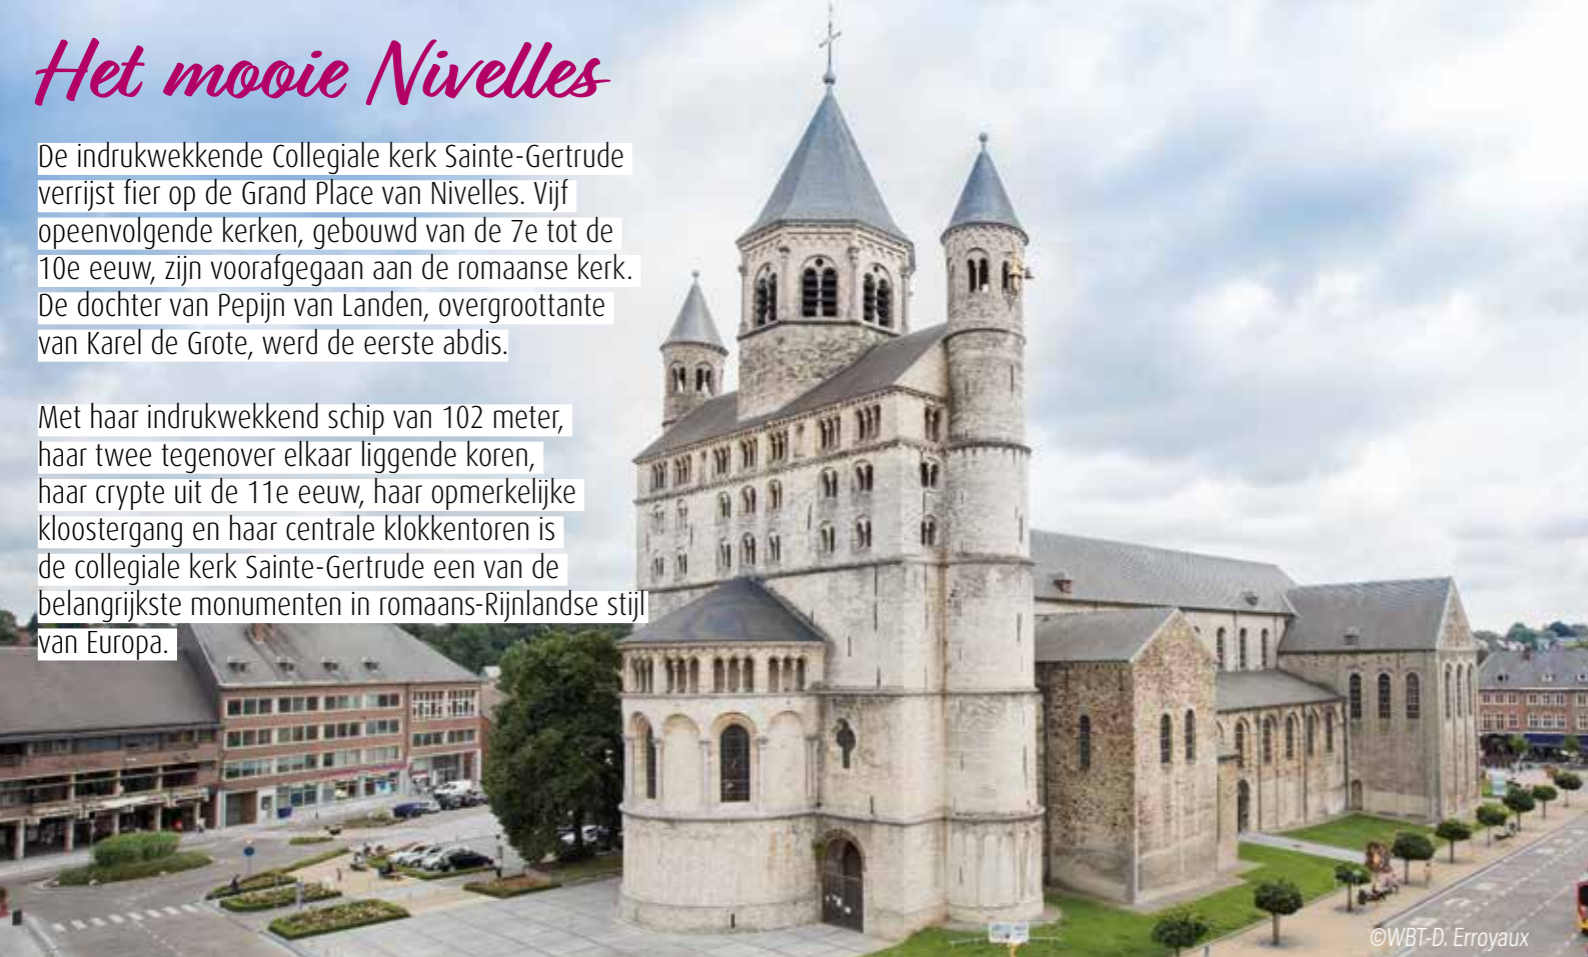 Het mooie Nivelles
De indrukwekkende Collegiale kerk Sainte-Gertrude
verrijst fier op de Grand Place van Nivelles. Vijf
opeenvolgende kerken, gebouwd van de 7e tot de
10e eeuw, zijn voorafgegaan aan de romaanse kerk.
De dochter van Pepijn van Landen, overgroottante
van Karel de Grote, werd de eerste abdis.
Met haar indrukwekkend schip van 102 meter,
haar twee tegenover elkaar liggende koren,
haar crypte uit de 11e eeuw, haar opmerkelijke
kloostergang en haar centrale klokkentoren is
de collegiale kerk Sainte-Gertrude een van de
belangrijkste monumenten in romaans-Rijnlandse stijl
van Europa.
©WBT-D. Erroyaux